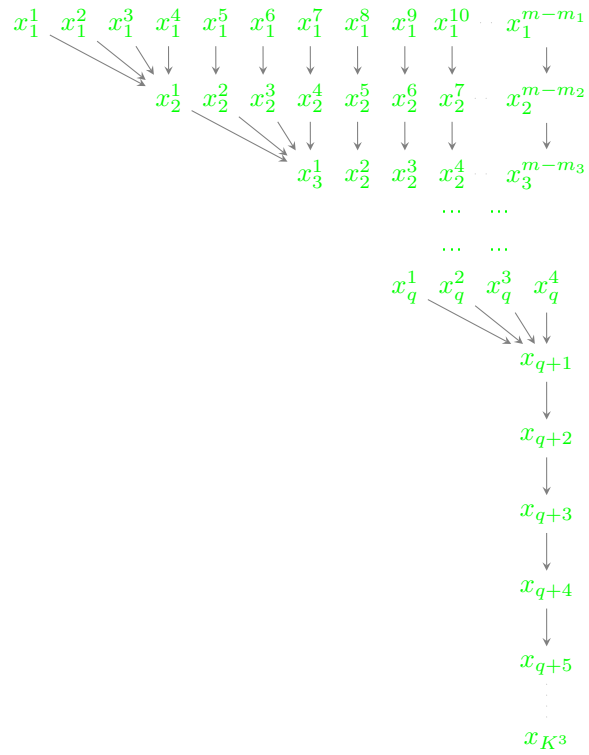 x_1^1 x_1^2 x_1^3 x_1^4 x_1^5 x_1^6 x_1^7 x_1^8 x_1^9 x_1^{10} ... x_1^{m-m_1}
x_2^1 x_2^2 x_2^3 x_2^4 x_2^5 x_2^6 x_2^7 ... x_2^{m-m_2}
x_3^1 x_2^2 x_2^3 x_2^4 ... x_3^{m-m_3}
... ...
... ...
x_q^1 x_q^2 x_q^3 x_q^4
x_{q+1}
x_{q+2}
x_{q+3}
x_{q+4}
x_{q+5}
x_{K^3}